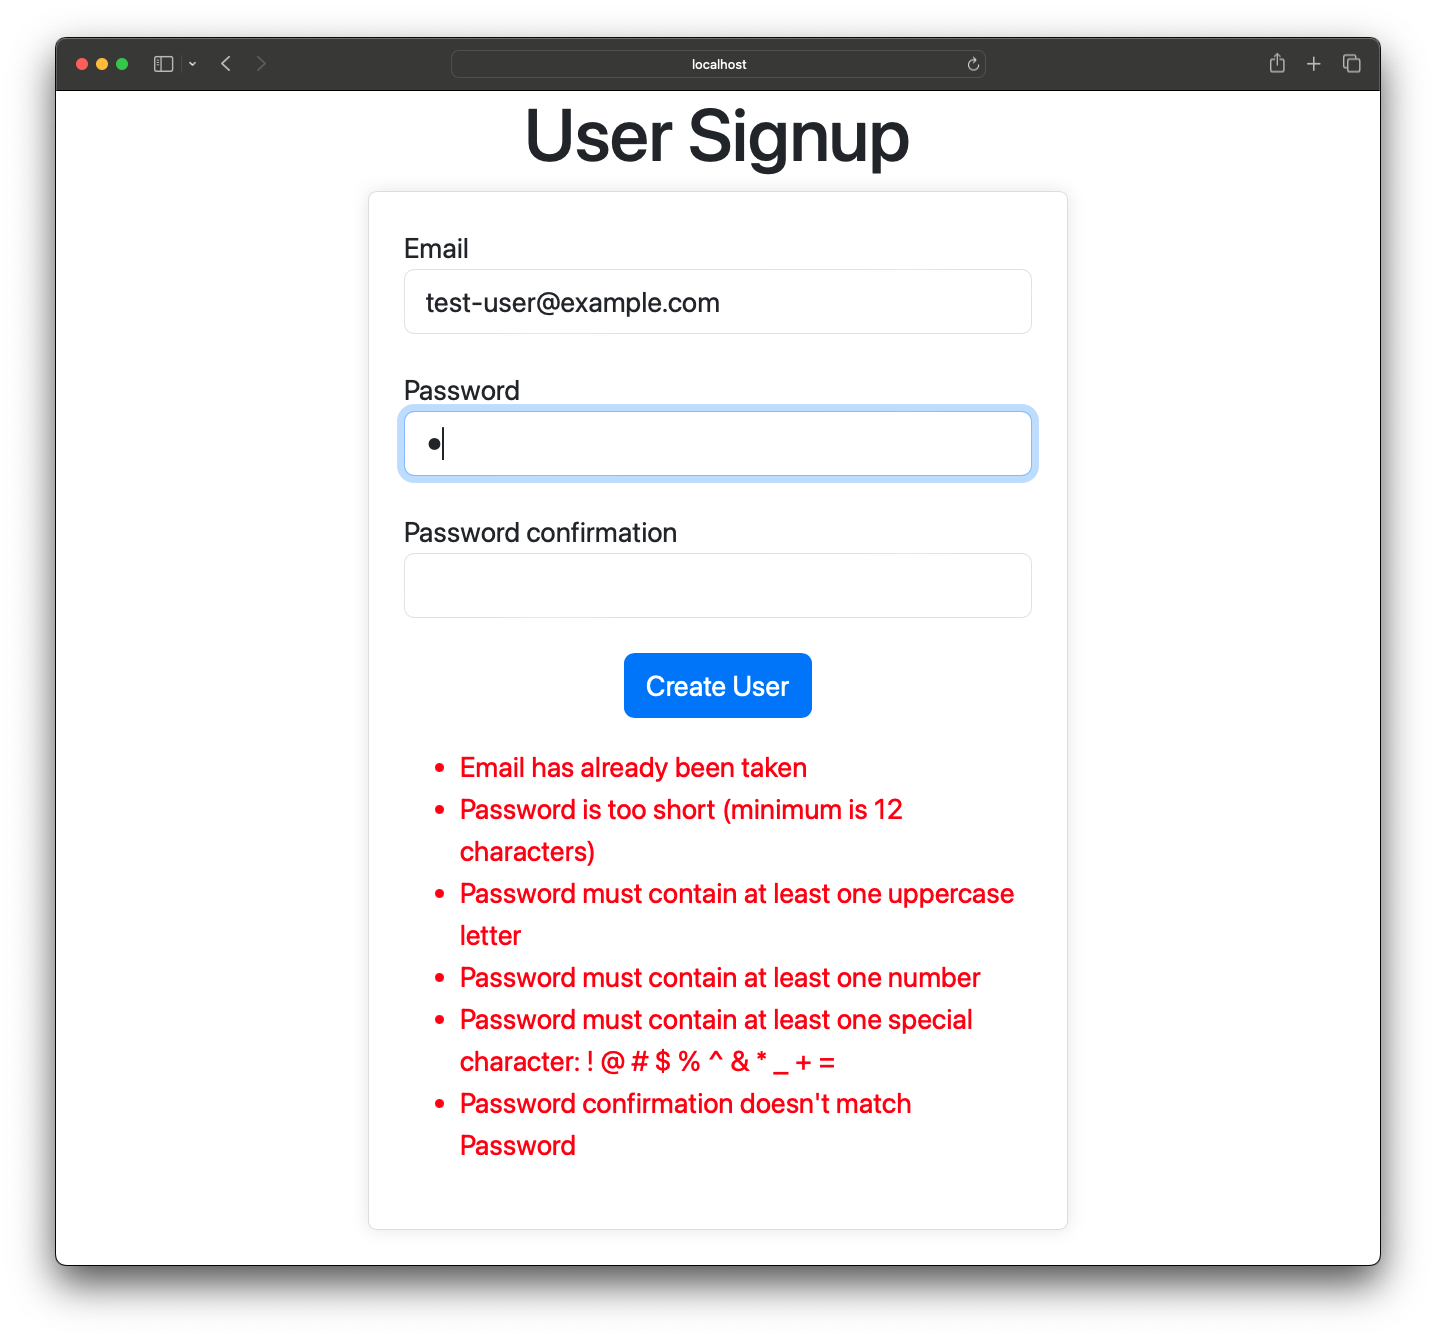 localhost
User Signup
Email
test-user@example.com
Password
Password confirmation
Create User
Email has already been taken
Password is too short (minimum is 12
characters)
Password must contain at least one uppercase
letter
Password must contain at least one number
Password must contain at least one special
character: ! @ # $ % ^ & * _ + =
Password confirmation doesn't match
Password